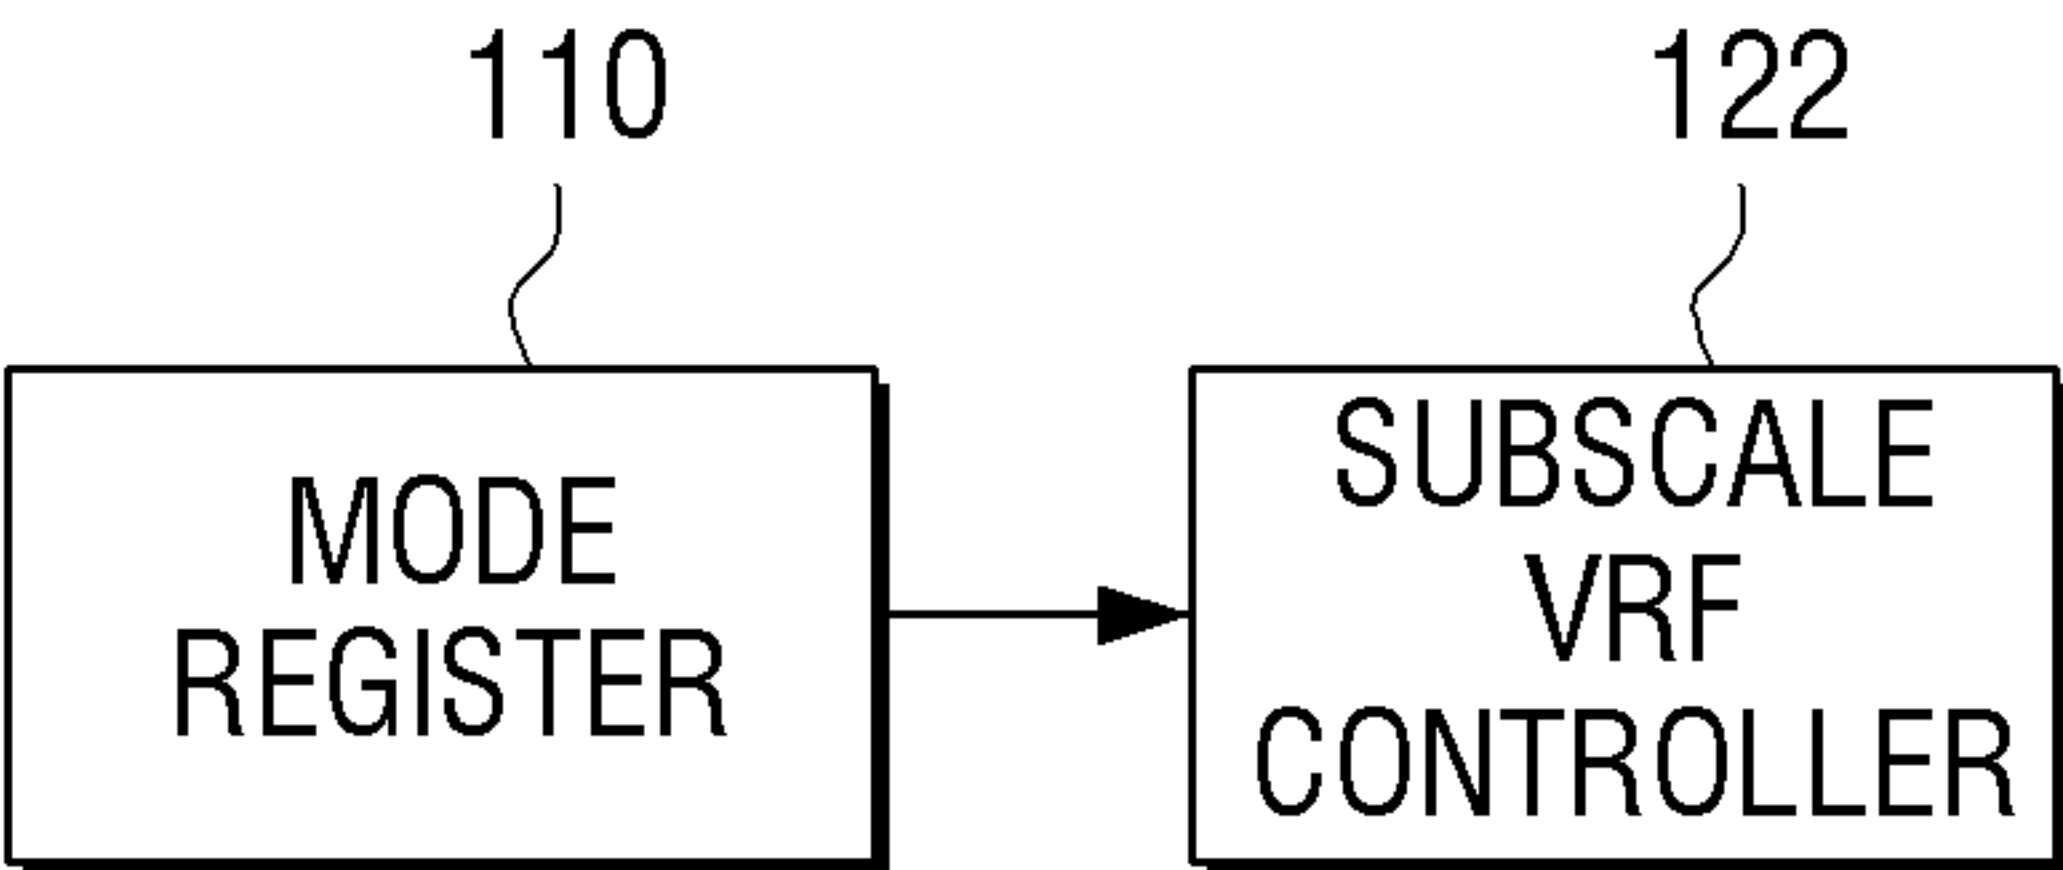 110
122
MODE
REGISTER
SUBSCALE
VRF
CONTROLLER